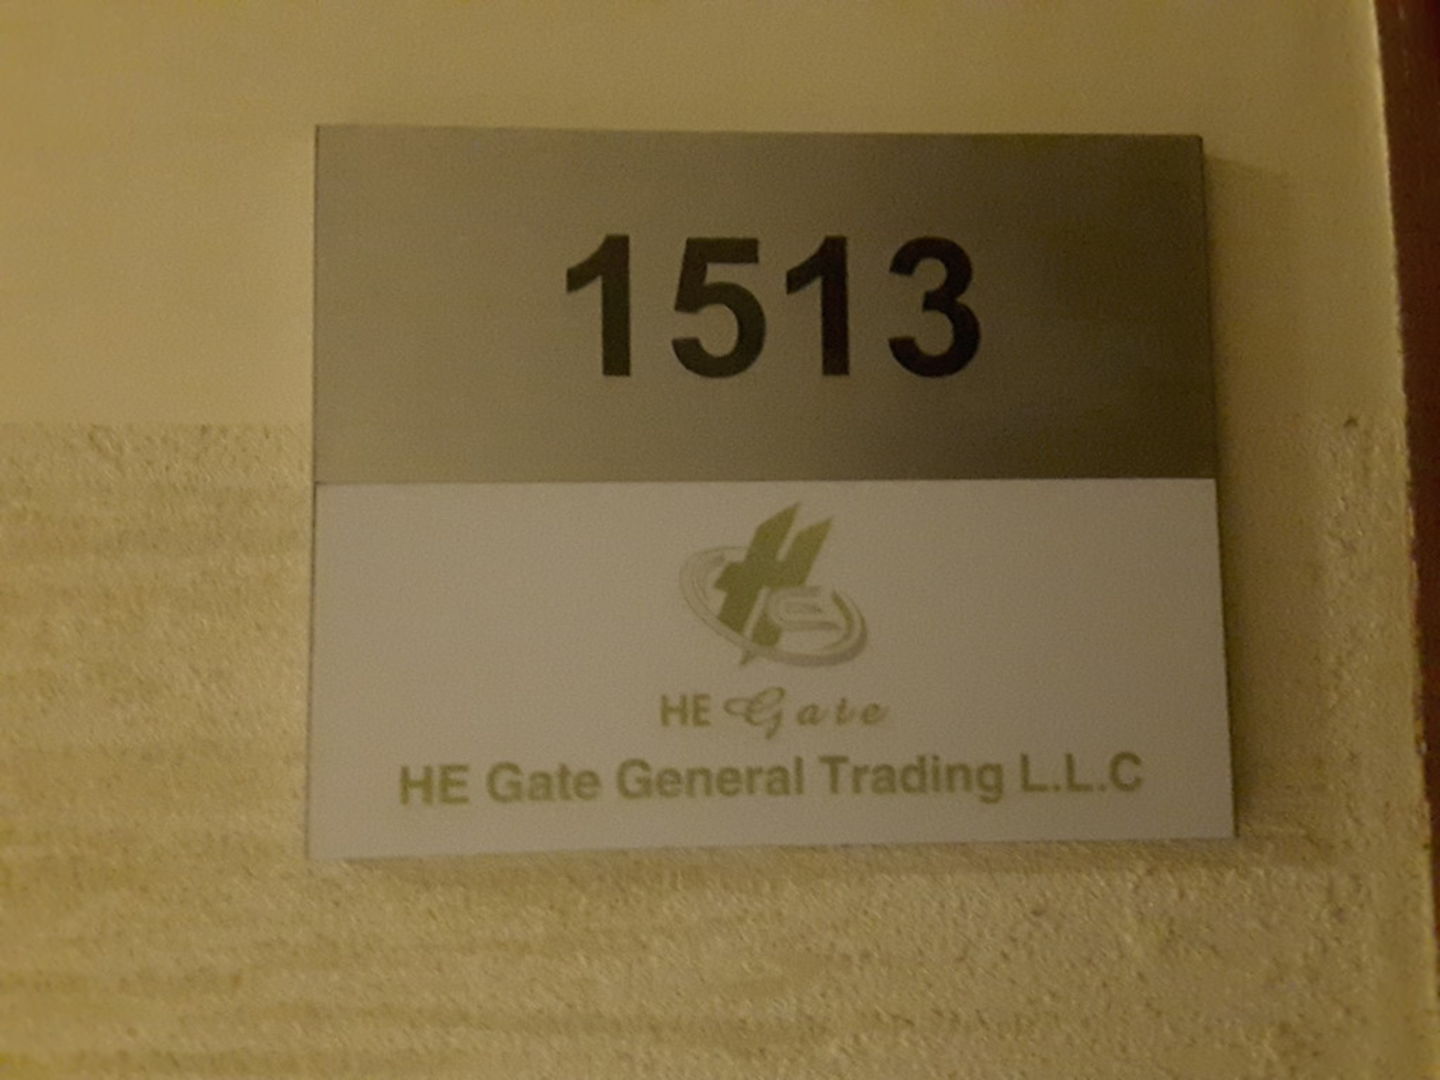 1513
HE Gate
HE Gate General Trading L.L.C